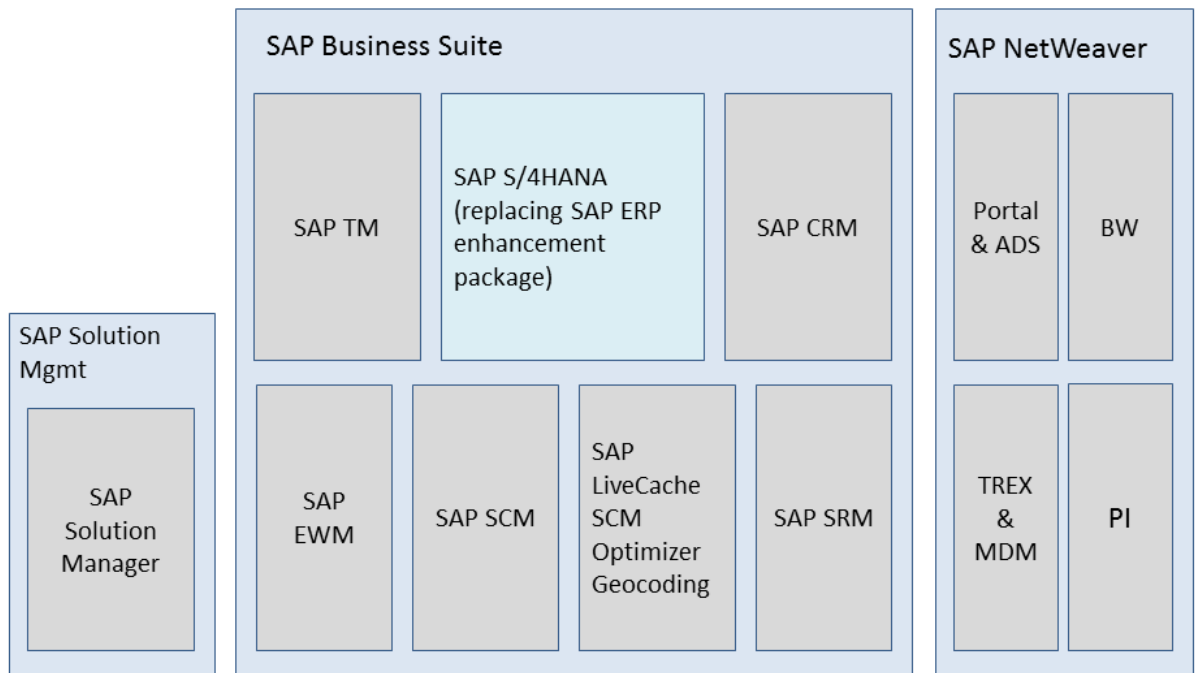 SAP Business Suite
SAP TM
SAP S/4HANA
(replacing SAP ERP
enhancement
package)
SAP CRM
SAP EWM
SAP SCM
SAP
LiveCache
SCM
Optimizer
Geocoding
SAP SRM
SAP NetWeaver
Portal
& ADS
BW
TREX
&
MDM
PI
SAP Solution
Mgmt
SAP
Solution
Manager